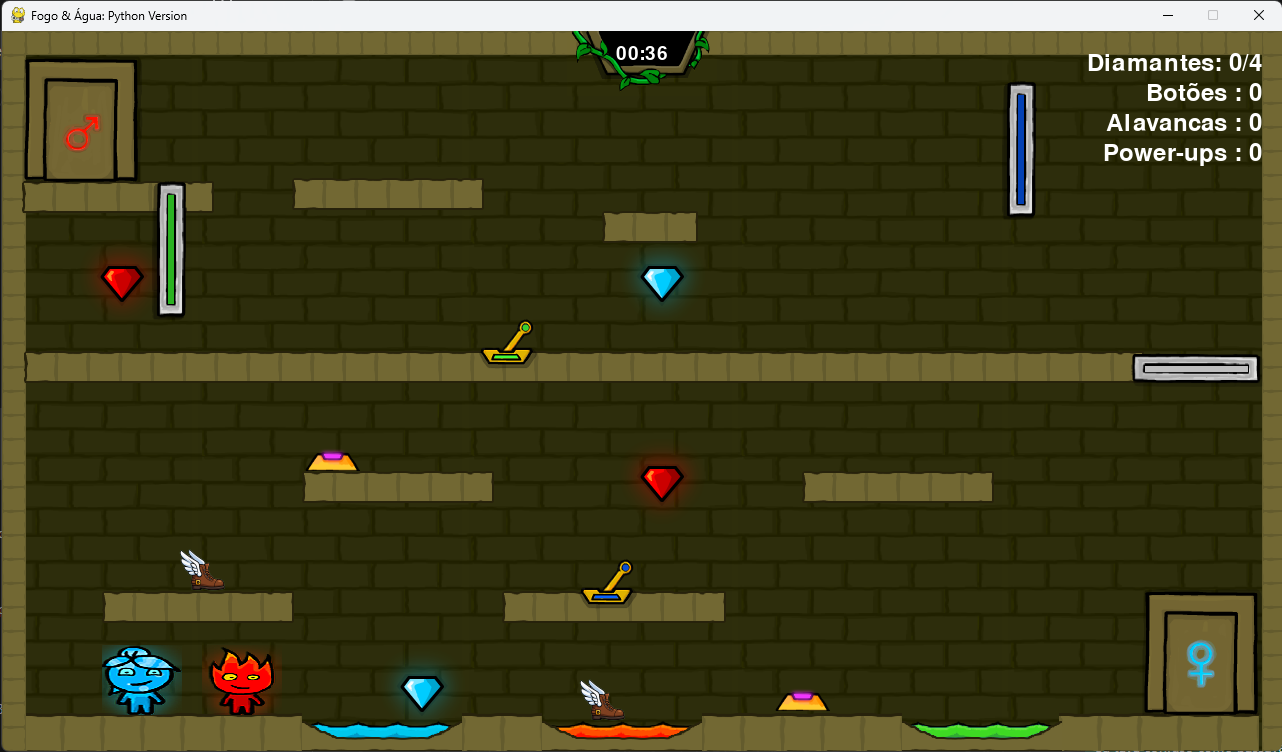 Fogo & Água: Python Version
00:36
Diamantes: 0/4
Botões : 0
Alavancas : 0
Power-ups : 0